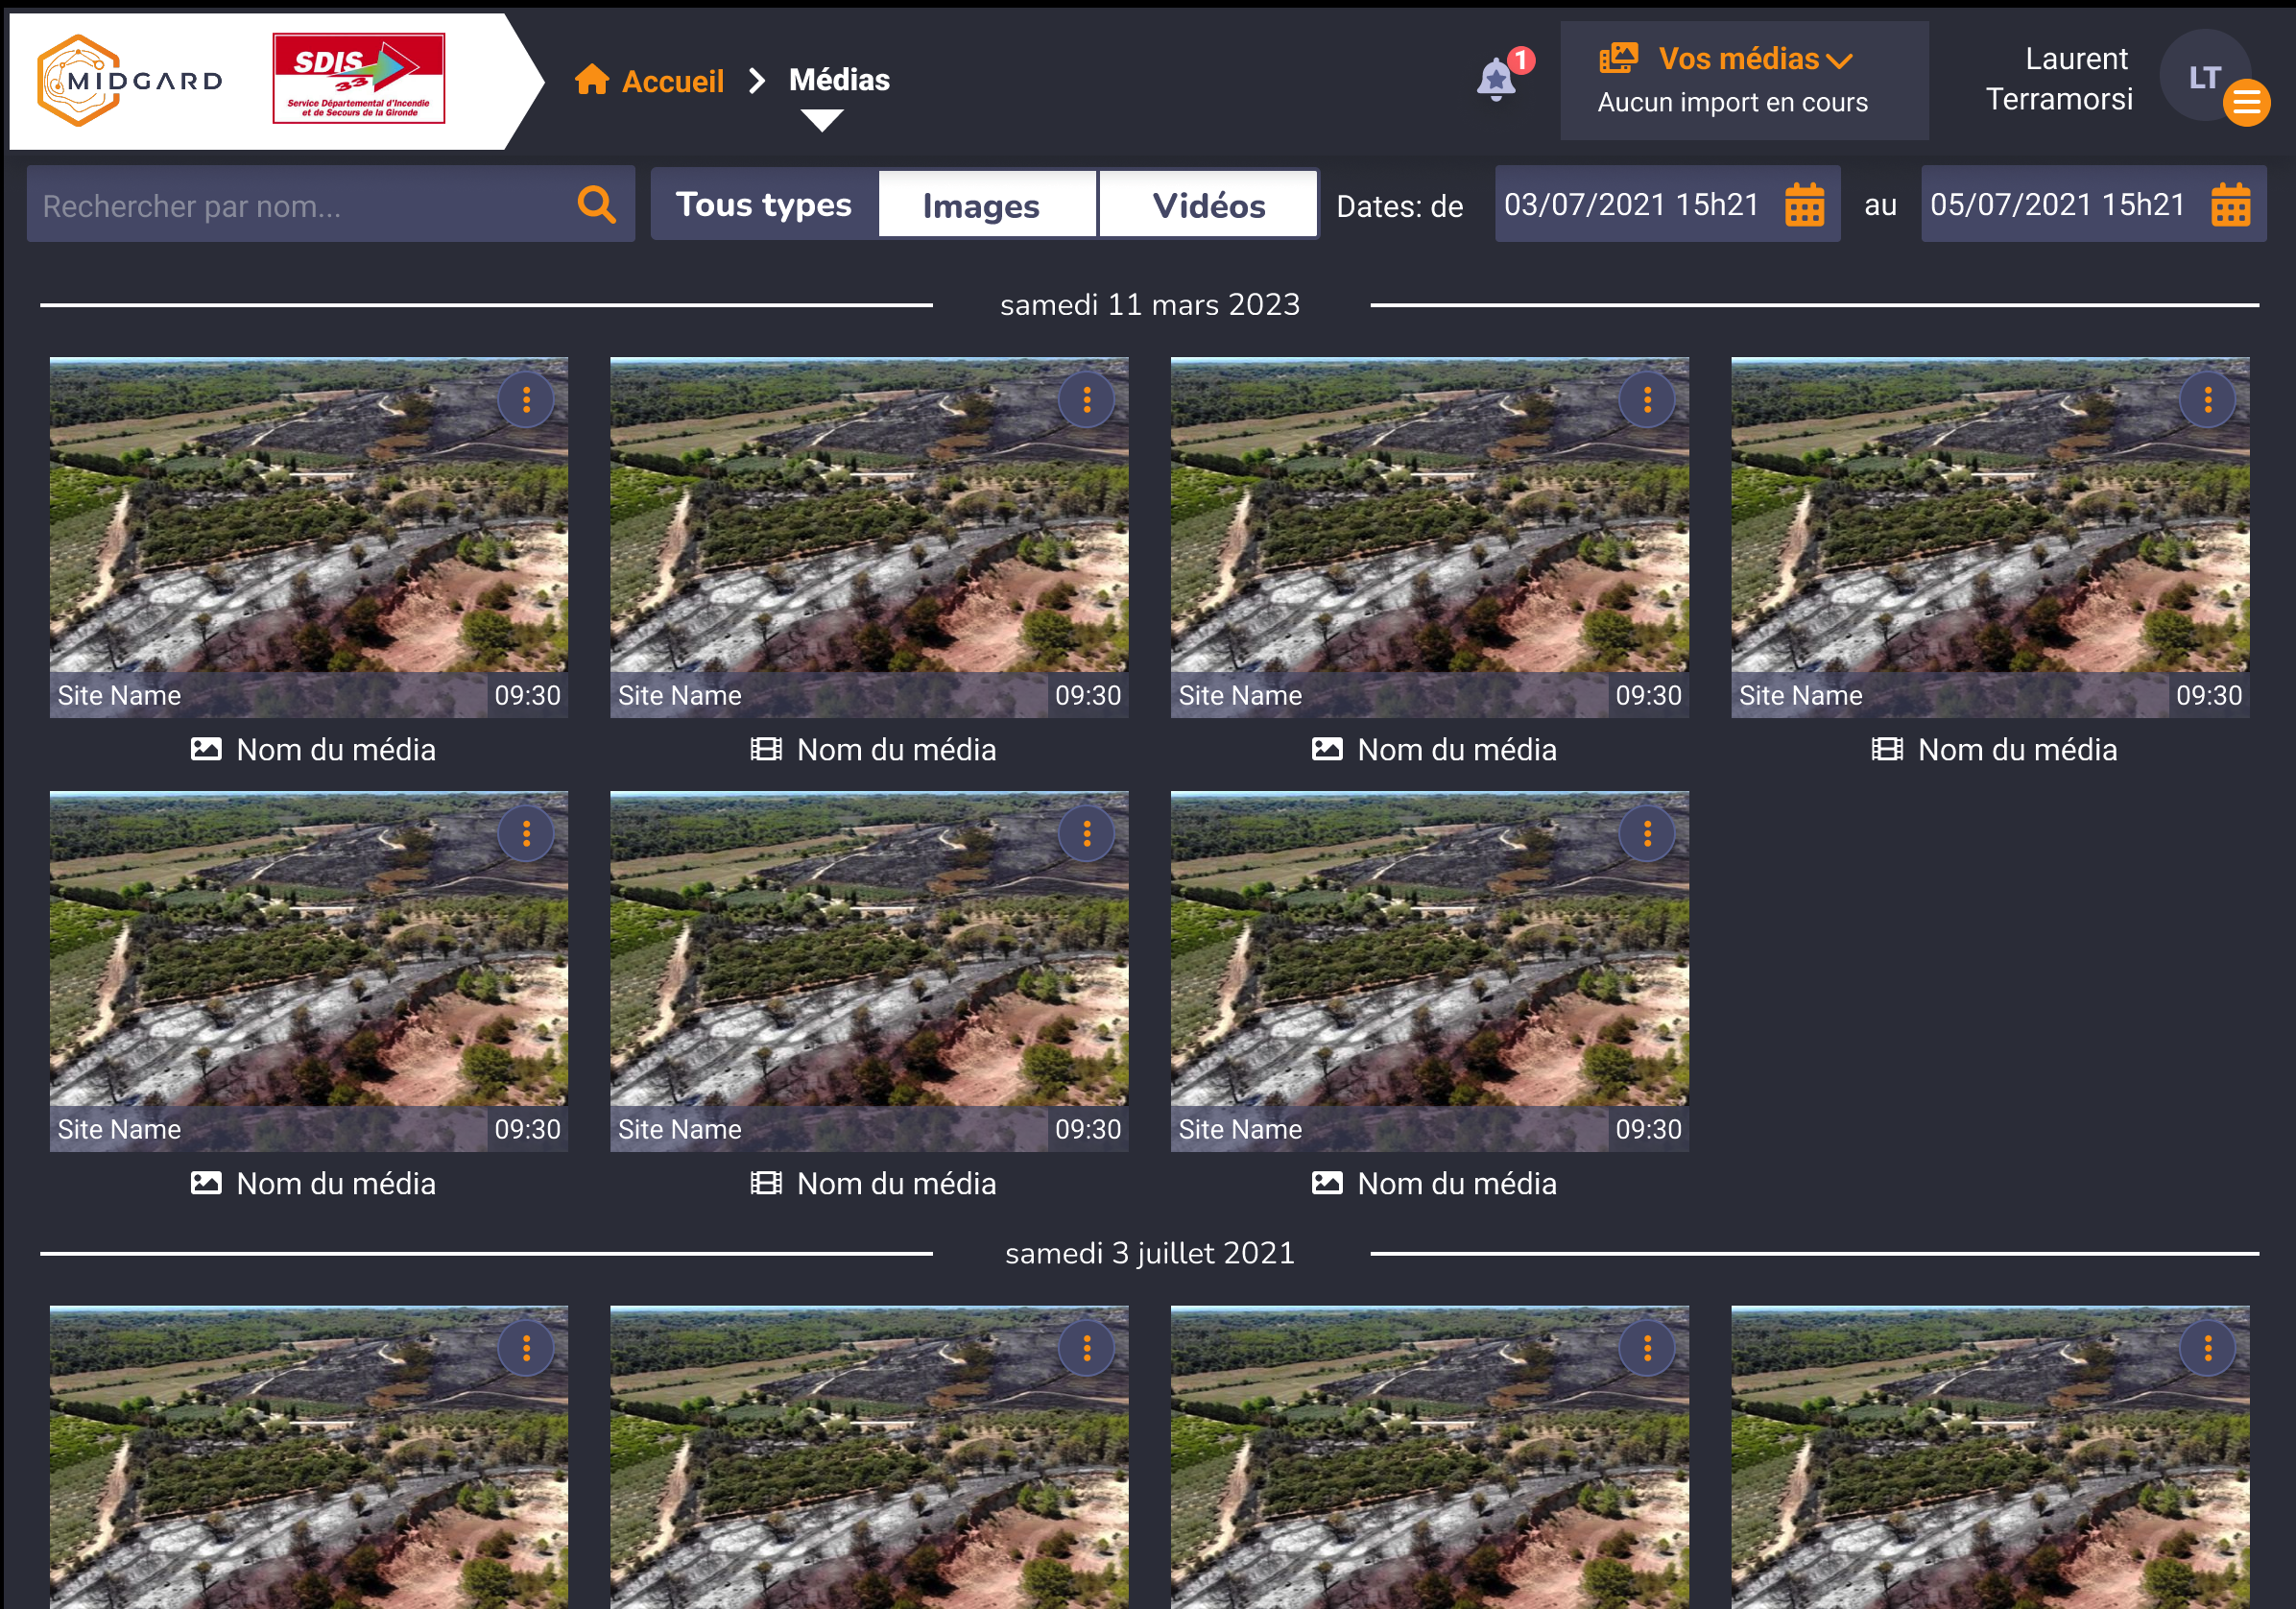 MIDGARD
SDIS
33
Service Départemental d'Incendie
et de Secours de la Gironde
Accueil
Médias
1
Vos médias
Aucun import en cours
Laurent
Terramorsi
LT
Rechercher par nom...
Tous types
Images
Vidéos
Dates: de
03/07/2021 15h21
au
05/07/2021 15h21
samedi 11 mars 2023
Site Name
09:30
Site Name
09:30
Site Name
09:30
Site Name
09:30
Nom du média
Nom du média
Nom du média
Nom du média
Site Name
09:30
Site Name
09:30
Site Name
09:30
Nom du média
Nom du média
Nom du média
samedi 3 juillet 2021